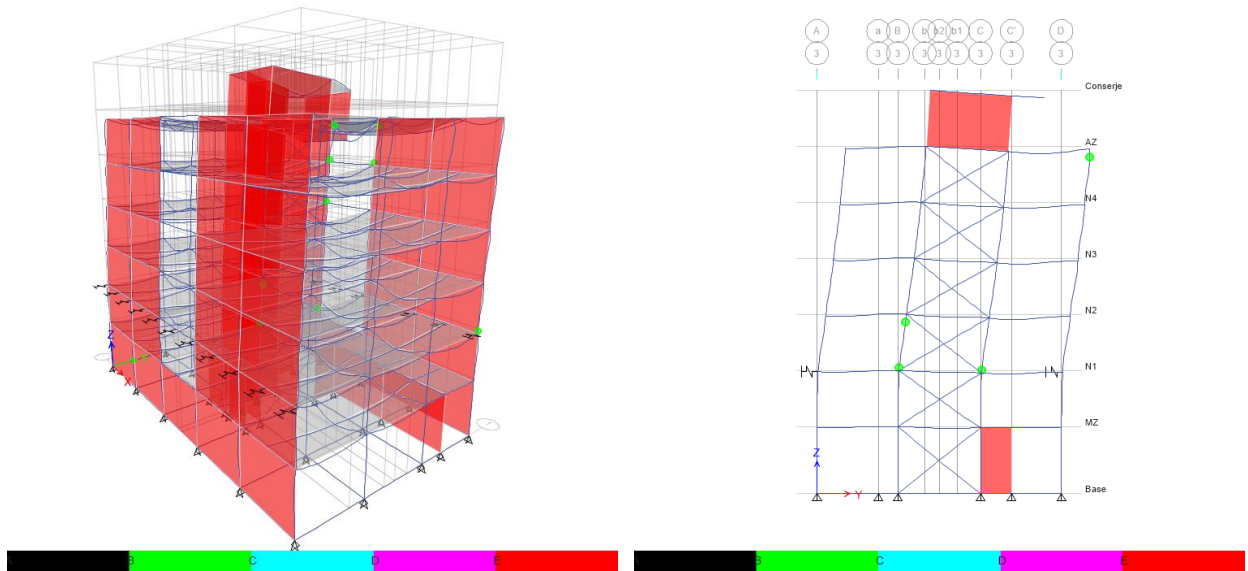 Z
Y
X
B C D E
A a B b b2 b1 C C' D
3 3 3 3 3 3 3 3 3
Conserje
AZ
N4
N3
N2
N1
MZ
Z
Y
Base
B C D E